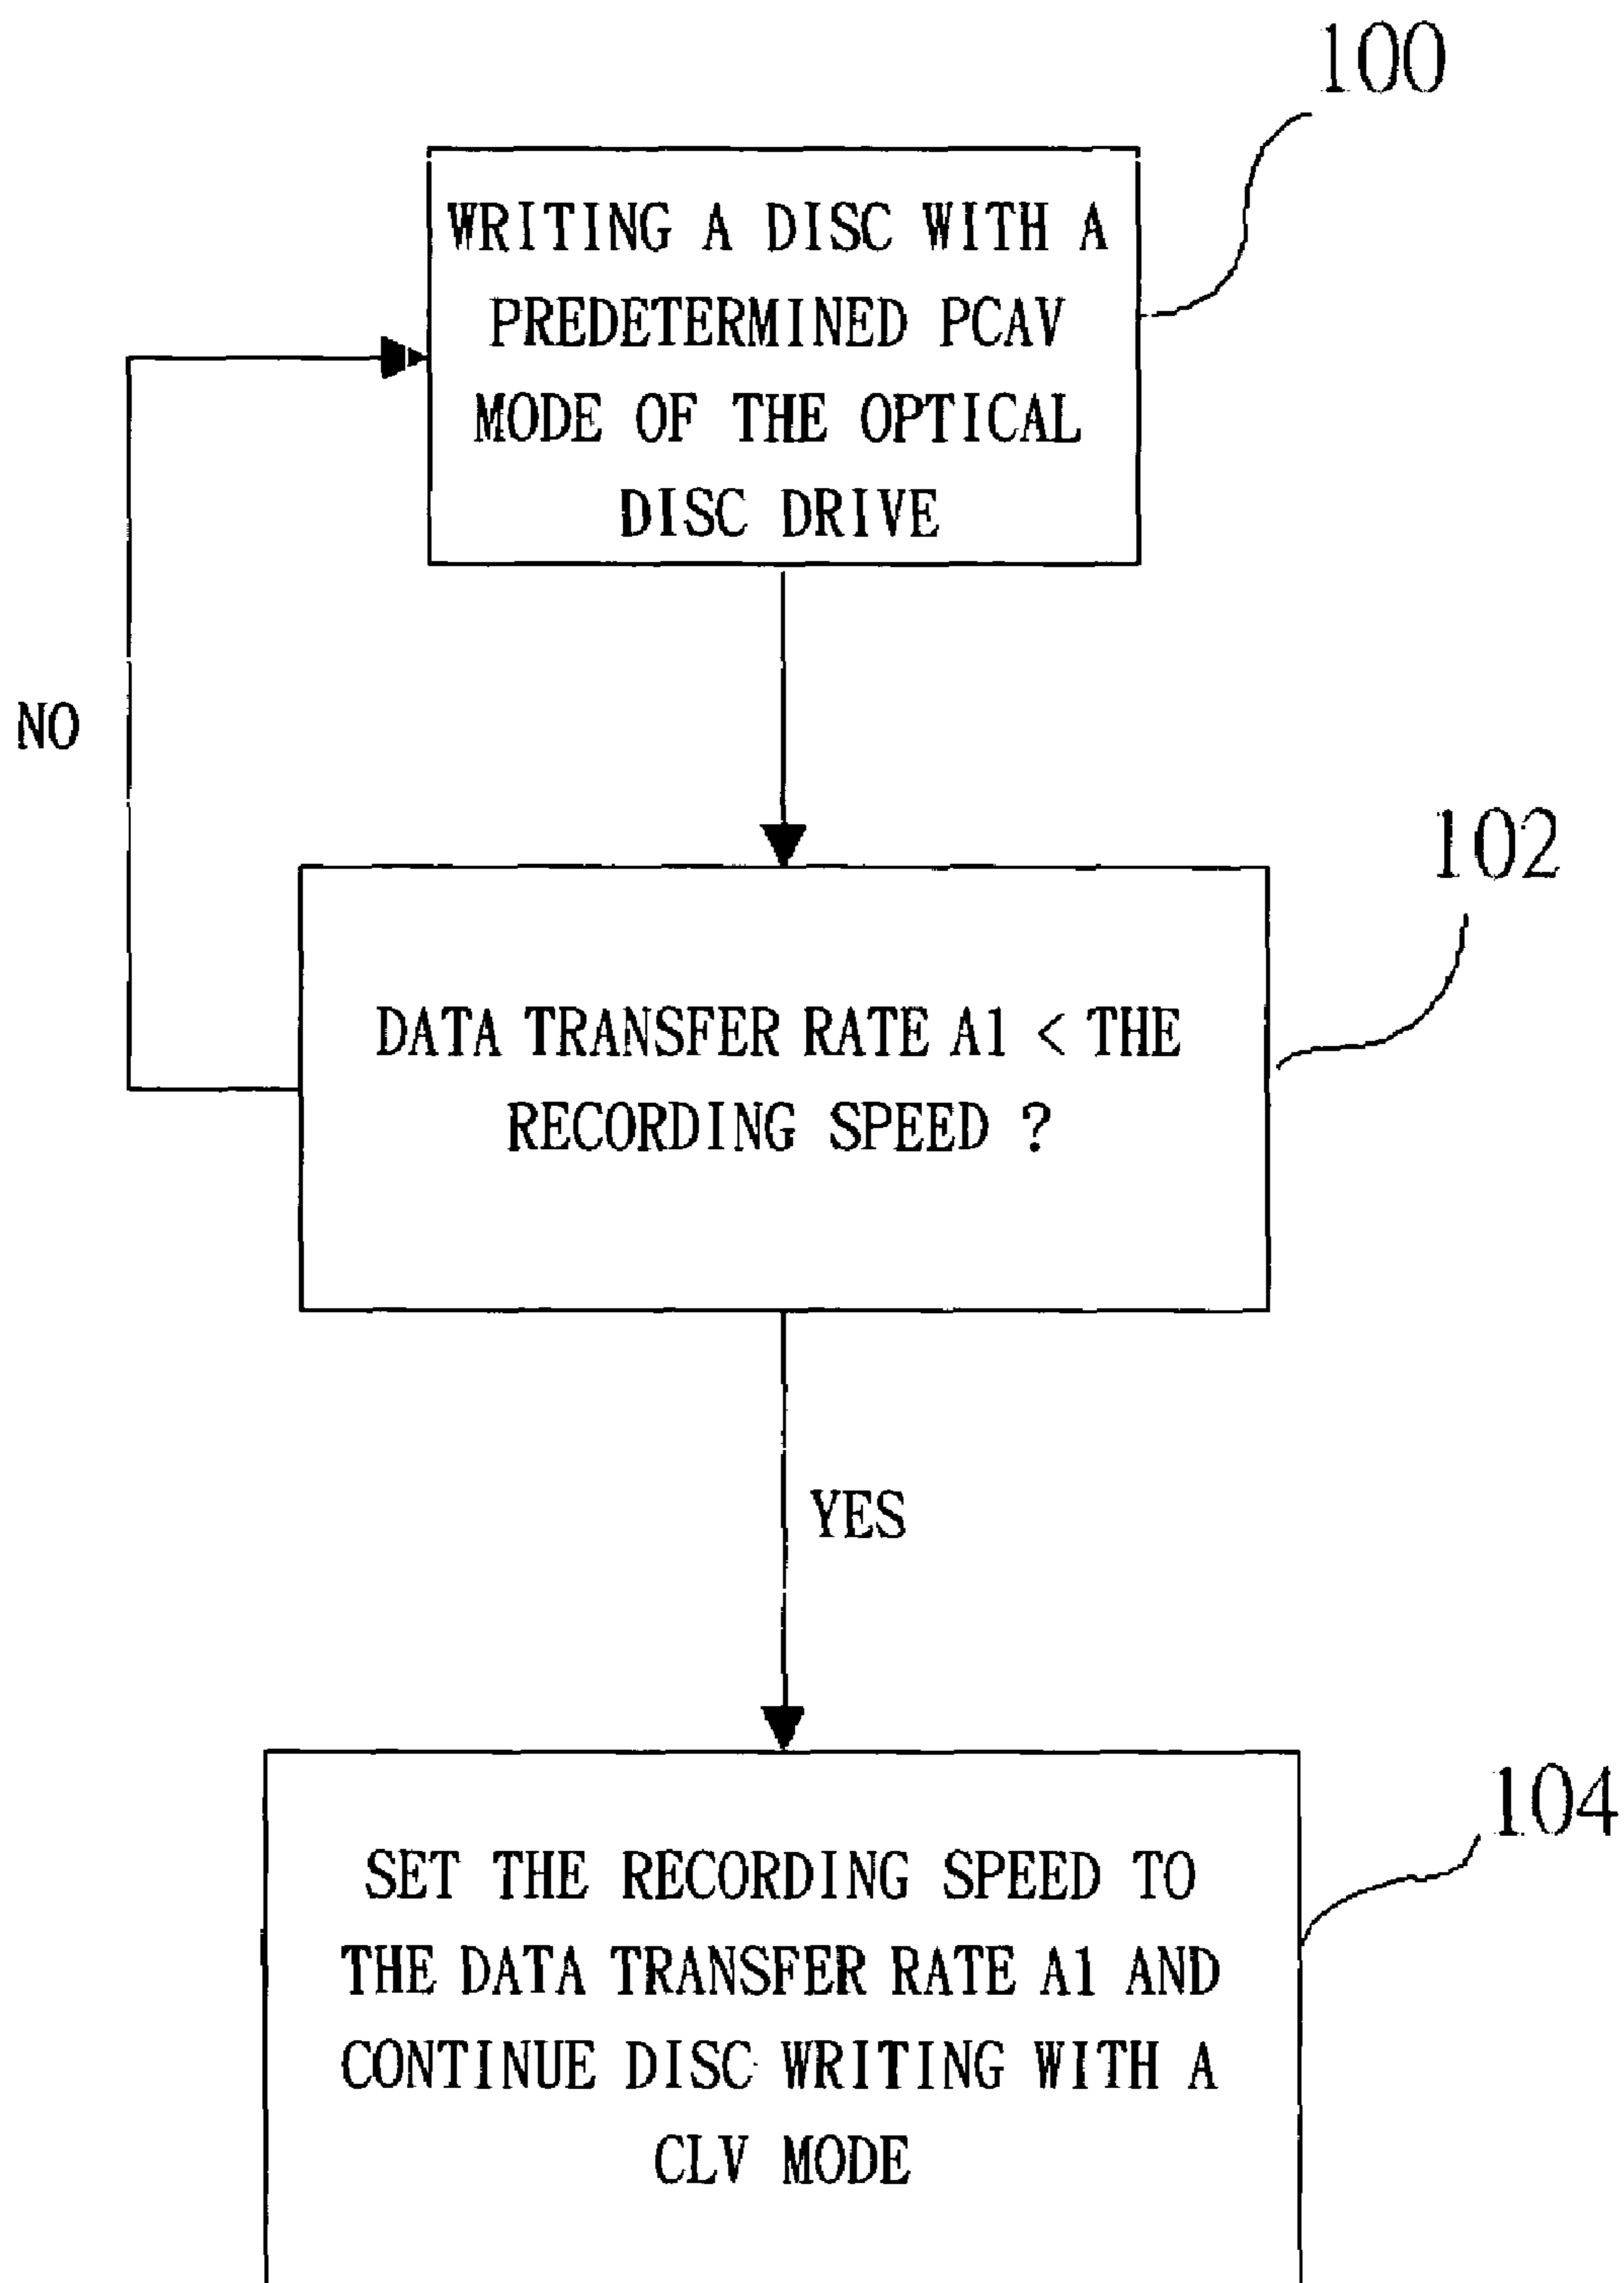 100
WRITING A DISC WITH A
PREDETERMINED PCAV
MODE OF THE OPTICAL
DISC DRIVE
NO
102
DATA TRANSFER RATE A1 < THE
RECORDING SPEED ?
YES
104
SET THE RECORDING SPEED TO
THE DATA TRANSFER RATE A1 AND
CONTINUE DISC WRITING WITH A
CLV MODE